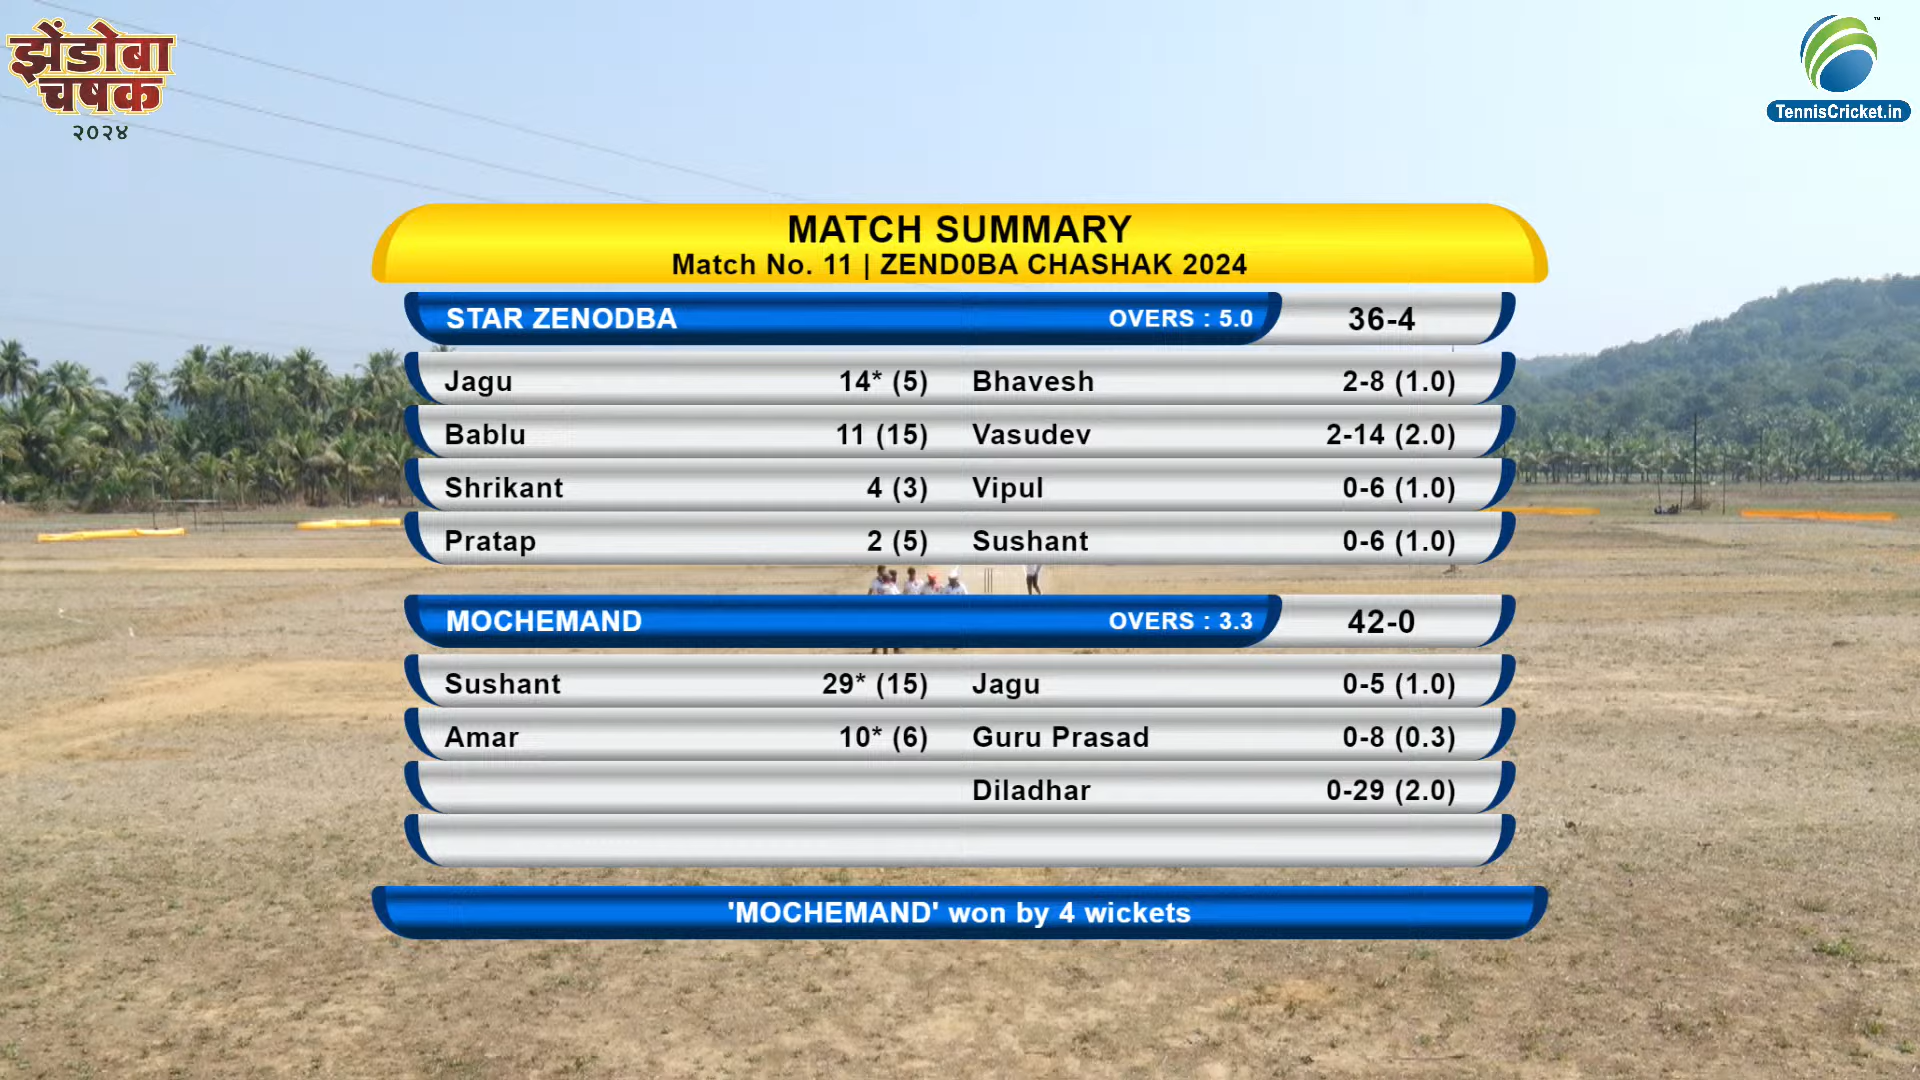 झेंडोबा
चषक
२०२४
TM
TennisCricket.in
MATCH SUMMARY
Match No. 11 | ZEND0BA CHASHAK 2024
STAR ZENODBA OVERS : 5.0 36-4
Jagu 14* (5) Bhavesh 2-8 (1.0)
Bablu 11 (15) Vasudev 2-14 (2.0)
Shrikant 4 (3) Vipul 0-6 (1.0)
Pratap 2 (5) Sushant 0-6 (1.0)
MOCHEMAND OVERS : 3.3 42-0
Sushant 29* (15) Jagu 0-5 (1.0)
Amar 10* (6) Guru Prasad 0-8 (0.3)
Diladhar 0-29 (2.0)
'MOCHEMAND' won by 4 wickets